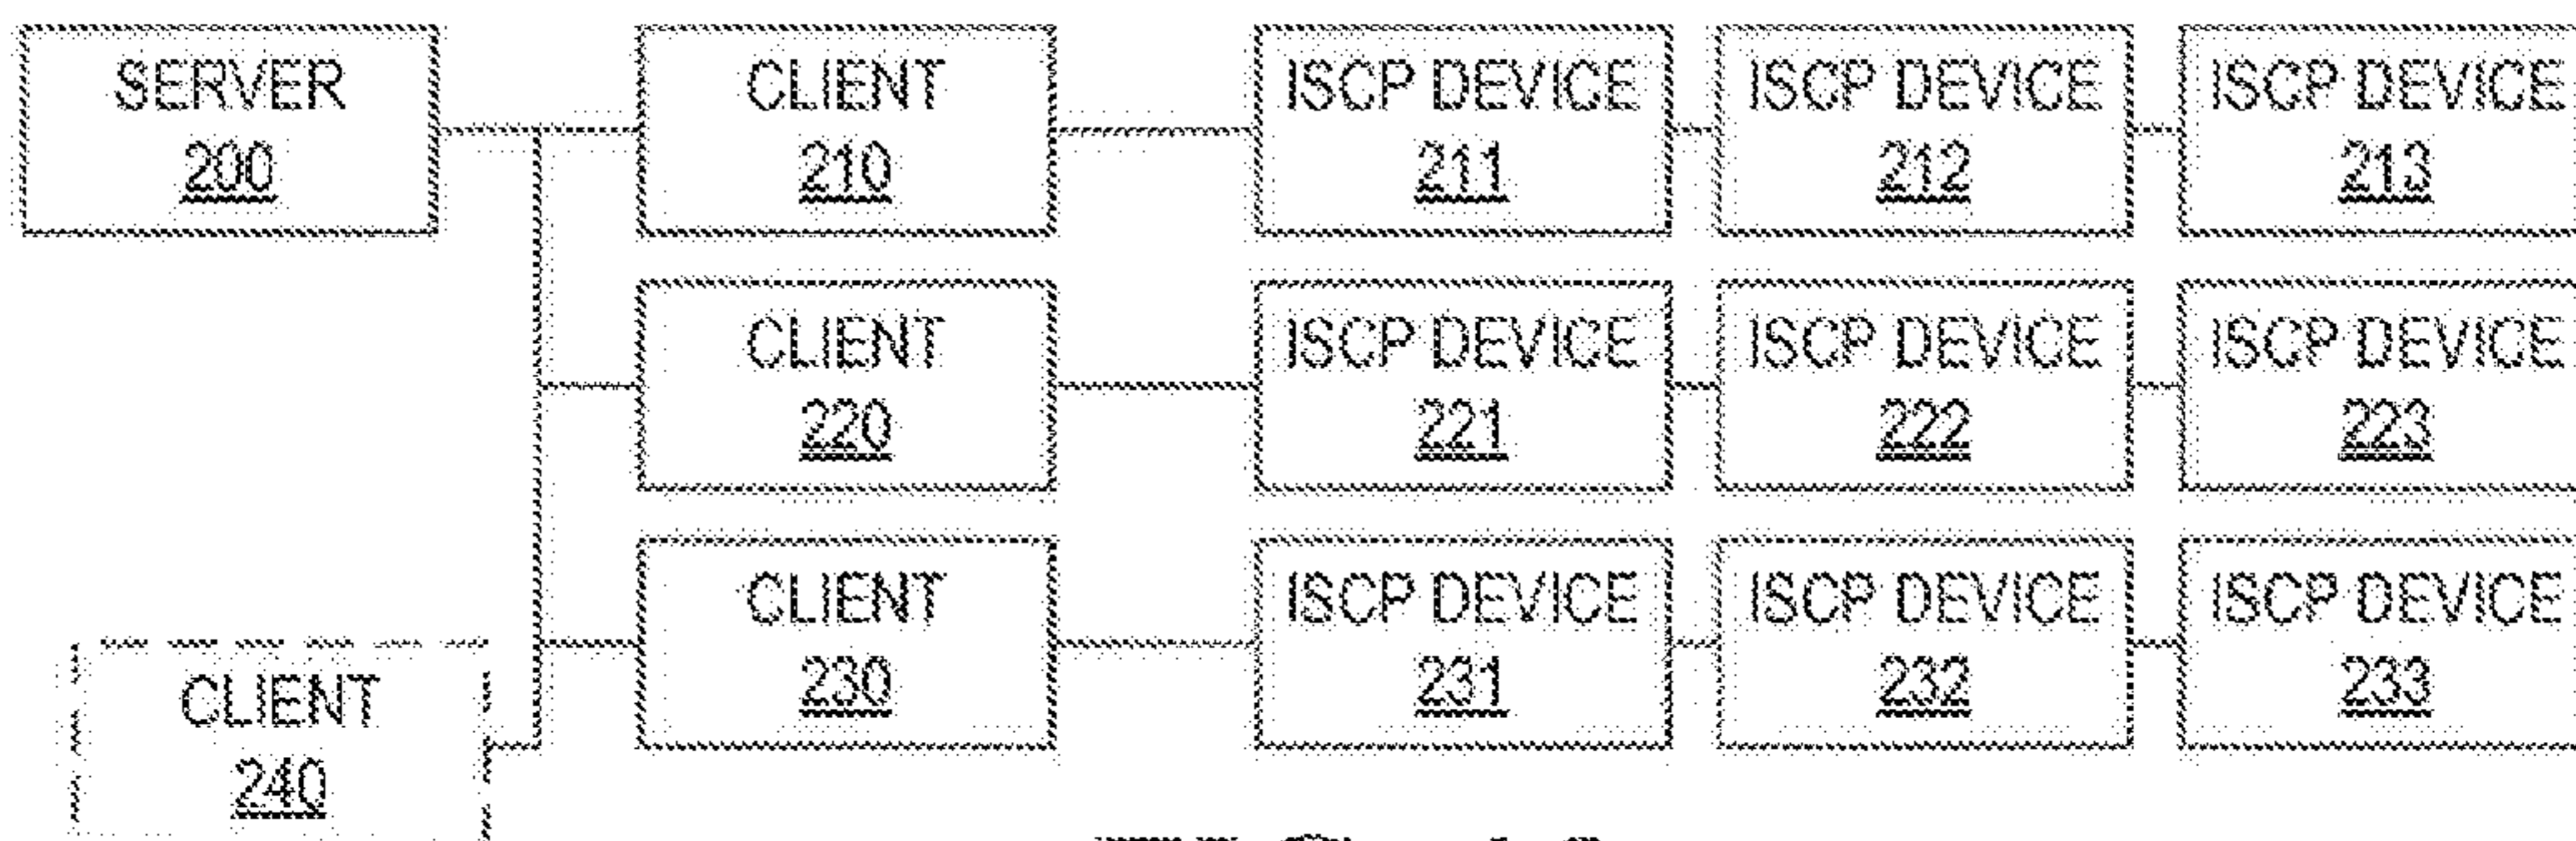 SERVER
200
CLIENT
210
ISCP DEVICE
211
ISCP DEVICE
212
ISCP DEVICE
213
CLIENT
220
ISCP DEVICE
221
ISCP DEVICE
222
ISCP DEVICE
223
CLIENT
230
ISCP DEVICE
231
ISCP DEVICE
232
ISCP DEVICE
233
CLIENT
240